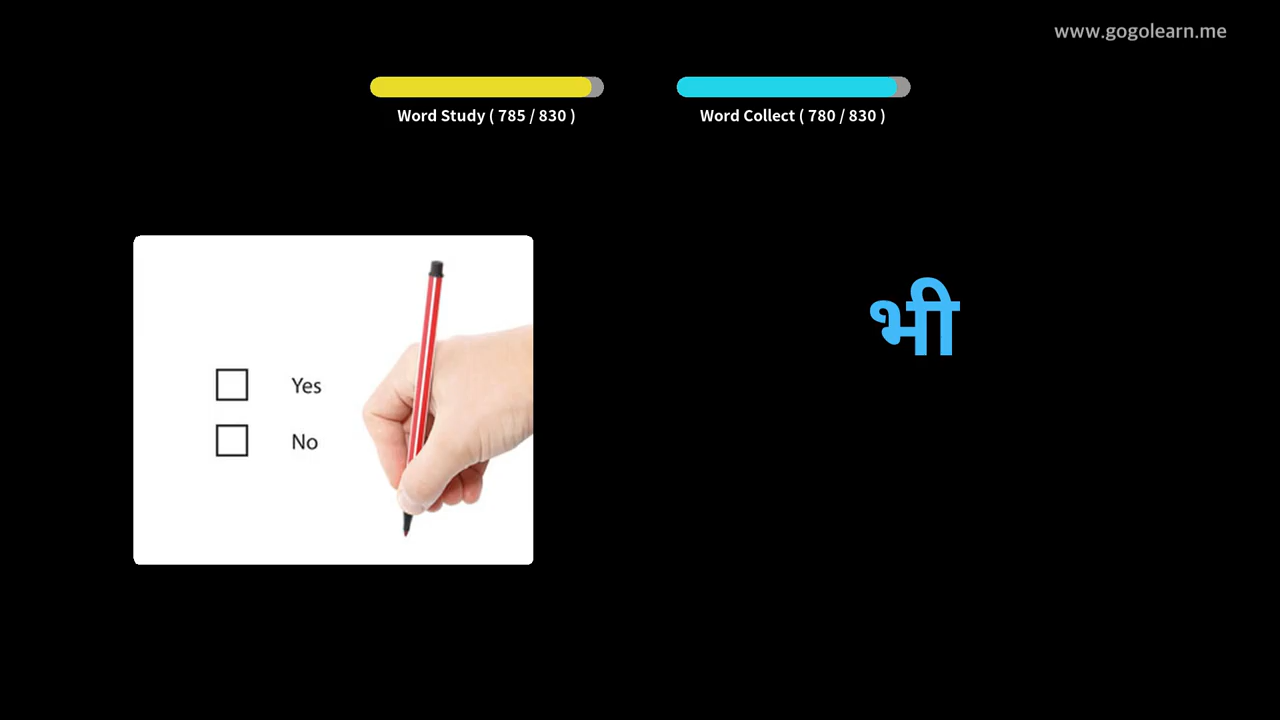 www.gogolearn.me
Word Study ( 785 / 830 )
Word Collect ( 780 / 830 )
भी
Yes
No